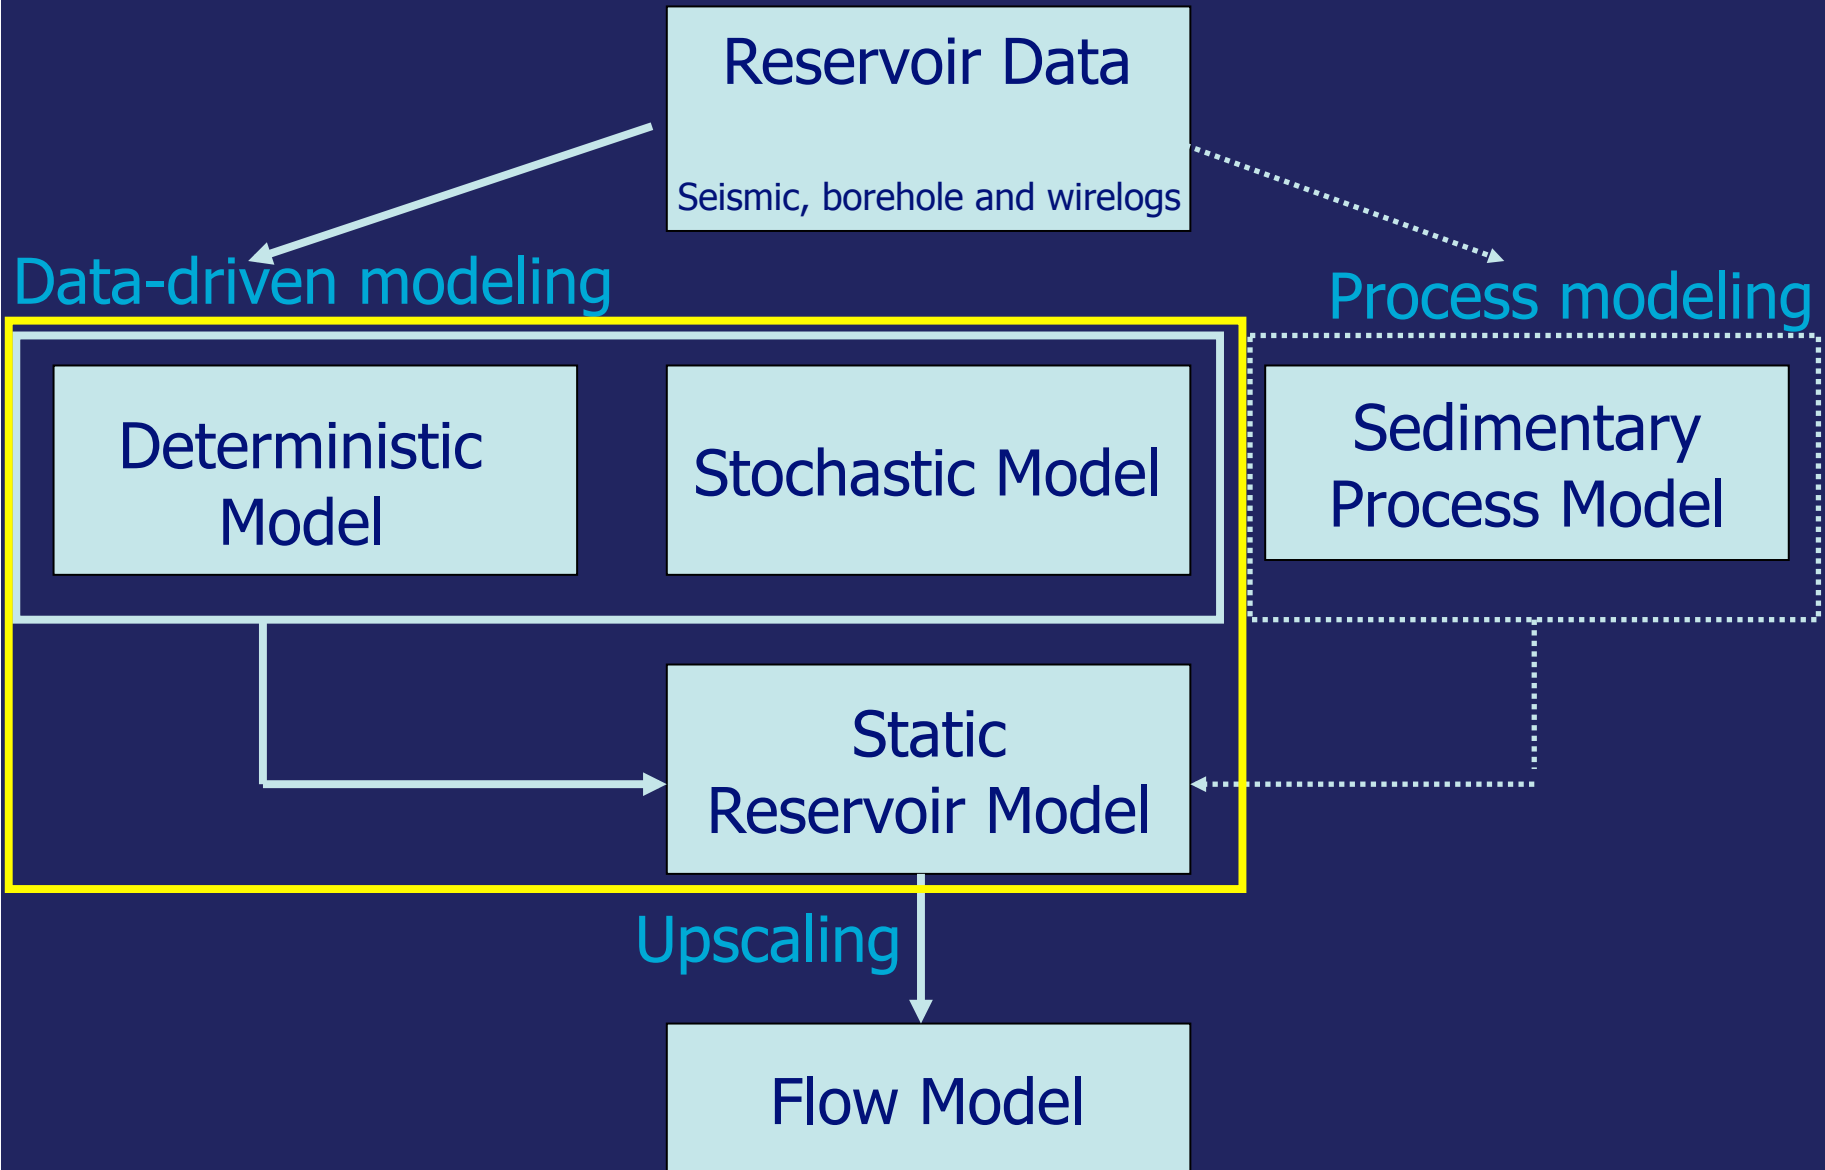 Reservoir Data
Seismic, borehole and wirelogs
Data-driven modeling
Process modeling
Deterministic
Model
Stochastic Model
Sedimentary
Process Model
Static
Reservoir Model
Upscaling
Flow Model